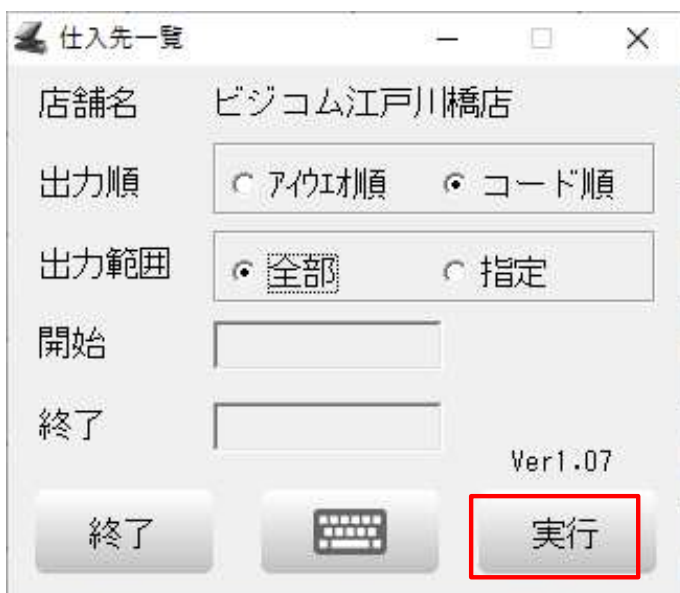 仕入先一覧
店舗名 ビジコム江戸川橋店
出力順 ｱｲｳｴｵ順 コード順
出力範囲 全部 指定
開始
終了
Ver1.07
終了 実行